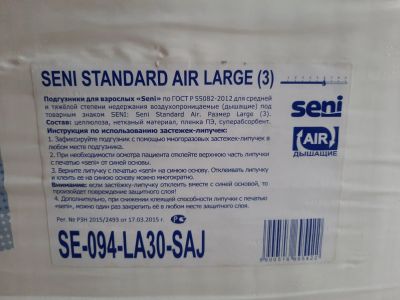 SENI STANDARD AIR LARGE (3)
Подгузники для взрослых «Seni» по ГОСТ Р 55082-2012 для средней
и тяжёлой степени недержания воздухопроницаемые (дышащие) под
товарным знаком SENI: Seni Standard Air. Размер Large (3).
Состав: целлюлоза, нетканый материал, пленка ПЭ, суперабсорбент.
Инструкция по использованию застежек-липучек:
1. Зафиксируйте подгузник с помощью многоразовых застежек-липучек в
любом месте подгузника.
2. При необходимости осмотра пациента отклейте верхнюю часть липучки
с печатью «seni» от синей основы.
3. Верните липучку с печатью «seni» на синюю основу. Отклеивать липучку
и клеить ее на синюю основу можно многократно.
Внимание: если застёжку-липучку отклеить вместе с синей основой, то
произойдет повреждение защитного слоя!
4. Дополнительно, при снижении клеящей способности липучки с печатью
«seni», можно один раз закрепить её в любом месте защитного слоя.
Рег. № РЗН 2015/2493 от 17.03.2015 г.
SE-094-LA30-SAJ
seni
AIR
ДЫШАЩИЕ